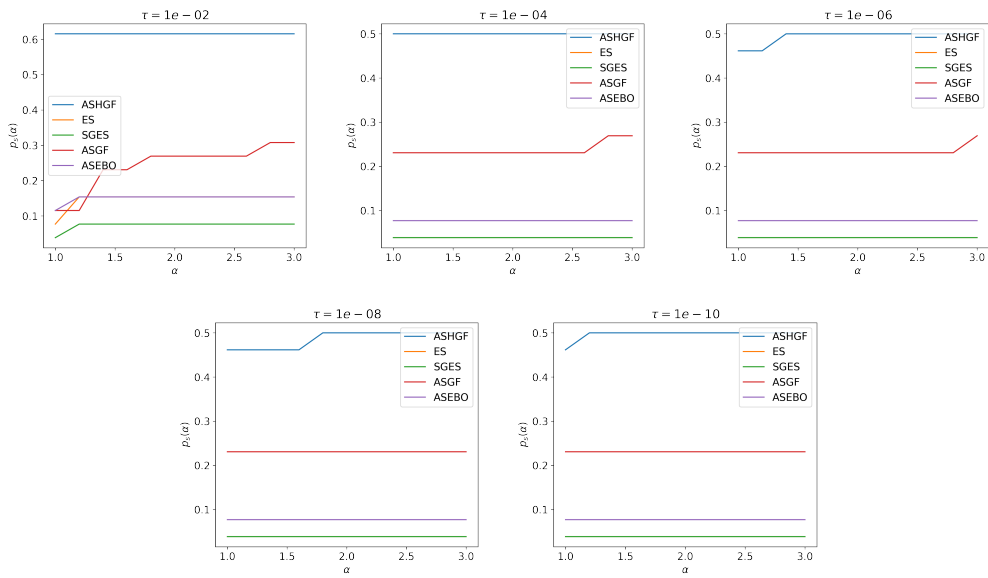 τ = 1e − 02
0.6
0.5
0.4
0.3
0.2
0.1
p_s(α)
ASHGF
ES
SGES
ASGF
ASEBO
1.0 1.5 2.0 2.5 3.0
α
τ = 1e − 04
0.5
0.4
0.3
0.2
0.1
p_s(α)
ASHGF
ES
SGES
ASGF
ASEBO
1.0 1.5 2.0 2.5 3.0
α
τ = 1e − 06
0.5
0.4
0.3
0.2
0.1
p_s(α)
ASHGF
ES
SGES
ASGF
ASEBO
1.0 1.5 2.0 2.5 3.0
α
τ = 1e − 08
0.5
0.4
0.3
0.2
0.1
p_s(α)
ASHGF
ES
SGES
ASGF
ASEBO
1.0 1.5 2.0 2.5 3.0
α
τ = 1e − 10
0.5
0.4
0.3
0.2
0.1
p_s(α)
ASHGF
ES
SGES
ASGF
ASEBO
1.0 1.5 2.0 2.5 3.0
α